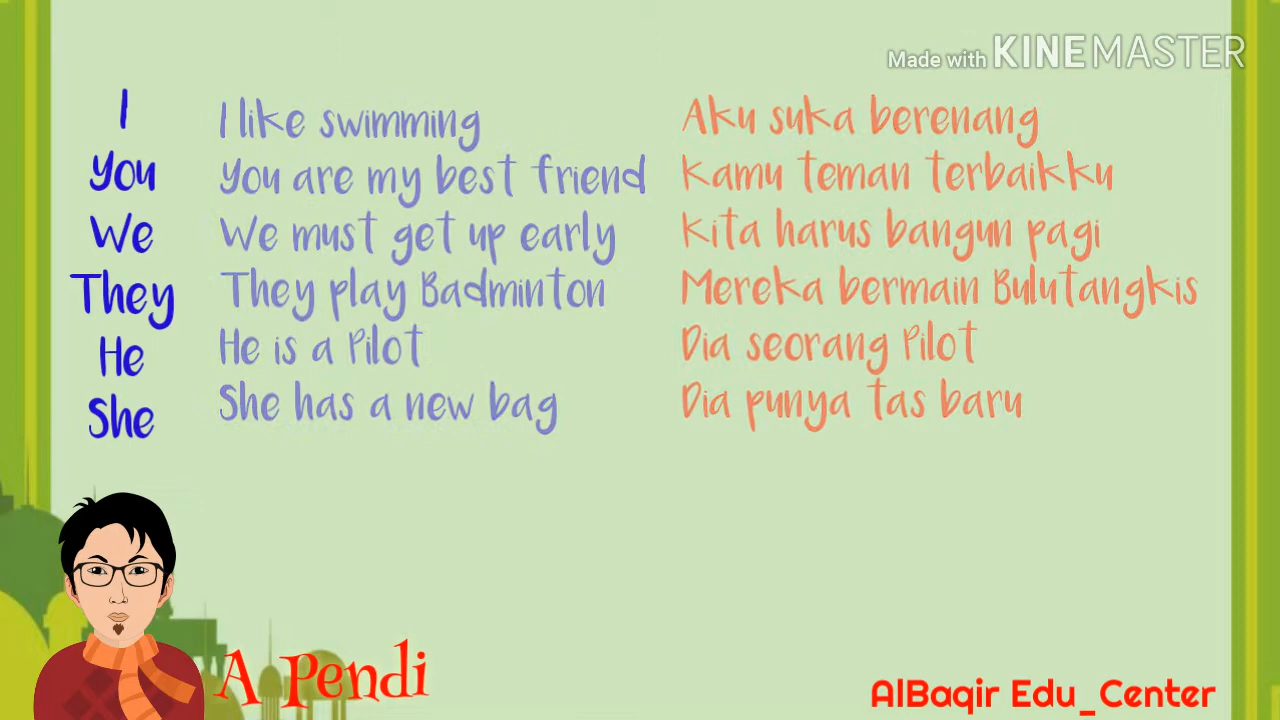 Made with KINEMASTER
I I like swimming Aku suka berenang
You You are my best friend Kamu teman terbaikku
We We must get up early Kita harus bangun pagi
They They play Badminton Mereka bermain Bulutangkis
He He is a Pilot Dia seorang Pilot
She She has a new bag Dia punya tas baru
A Pendi
AlBaqir Edu_Center